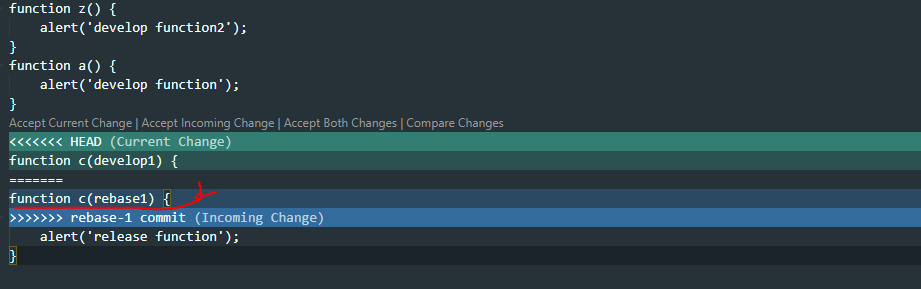 function z() {
    alert('develop function2');
}
function a() {
    alert('develop function');
}
Accept Current Change | Accept Incoming Change | Accept Both Changes | Compare Changes
<<<<<<< HEAD (Current Change)
function c(develop1) {
=======
function c(rebase1) {
>>>>>>> rebase-1 commit (Incoming Change)
    alert('release function');
}